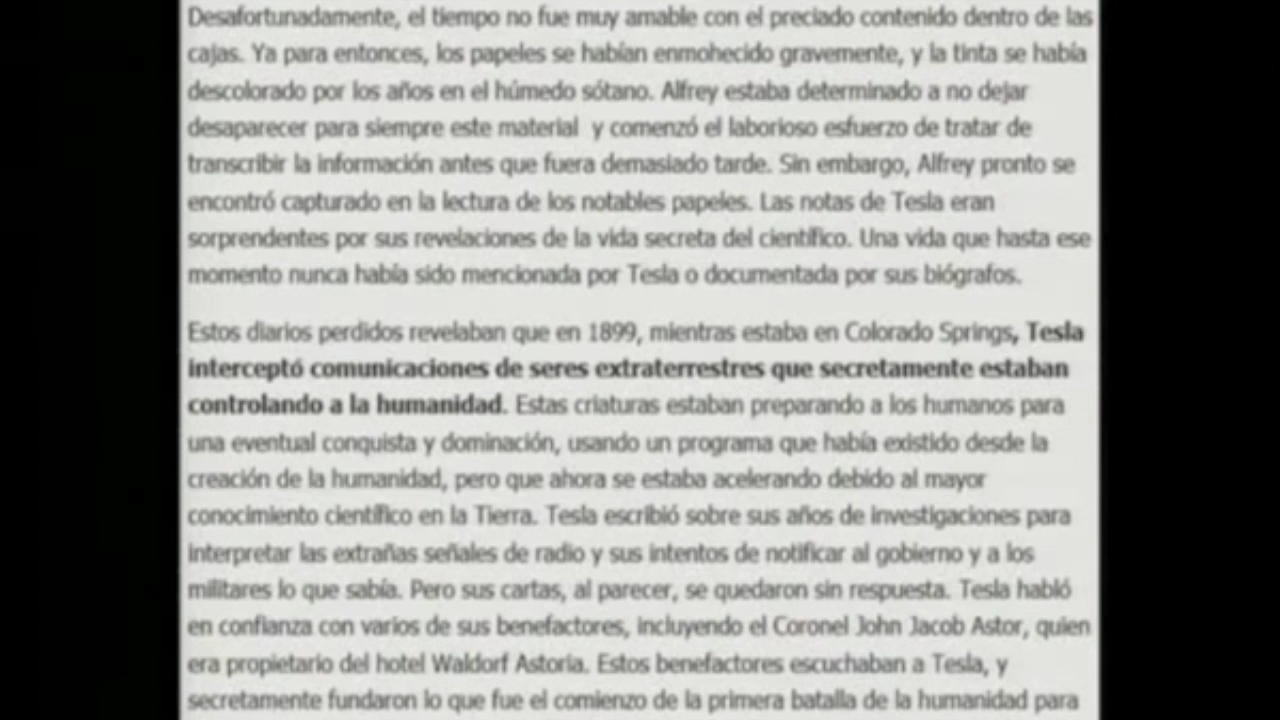 Desafortunadamente, el tiempo no fue muy amable con el preciado contenido dentro de las
cajas. Ya para entonces, los papeles se habían enmohecido gravemente, y la tinta se había
descolorado por los años en el húmedo sótano. Alfrey estaba determinado a no dejar
desaparecer para siempre este material y comenzó el laborioso esfuerzo de tratar de
transcribir la información antes que fuera demasiado tarde. Sin embargo, Alfrey pronto se
encontró capturado en la lectura de los notables papeles. Las notas de Tesla eran
sorprendentes por sus revelaciones de la vida secreta del científico. Una vida que hasta ese
momento nunca había sido mencionada por Tesla o documentada por sus biógrafos.
Estos diarios perdidos revelaban que en 1899, mientras estaba en Colorado Springs, Tesla
interceptó comunicaciones de seres extraterrestres que secretamente estaban
controlando a la humanidad. Estas criaturas estaban preparando a los humanos para
una eventual conquista y dominación, usando un programa que había existido desde la
creación de la humanidad, pero que ahora se estaba acelerando debido al mayor
conocimiento científico en la Tierra. Tesla escribió sobre sus años de investigaciones para
interpretar las extrañas señales de radio y sus intentos de notificar al gobierno y a los
militares lo que sabía. Pero sus cartas, al parecer, se quedaron sin respuesta. Tesla habló
en confianza con varios de sus benefactores, incluyendo el Coronel John Jacob Astor, quien
era propietario del hotel Waldorf Astoria. Estos benefactores escuchaban a Tesla, y
secretamente fundaron lo que fue el comienzo de la primera batalla de la humanidad para